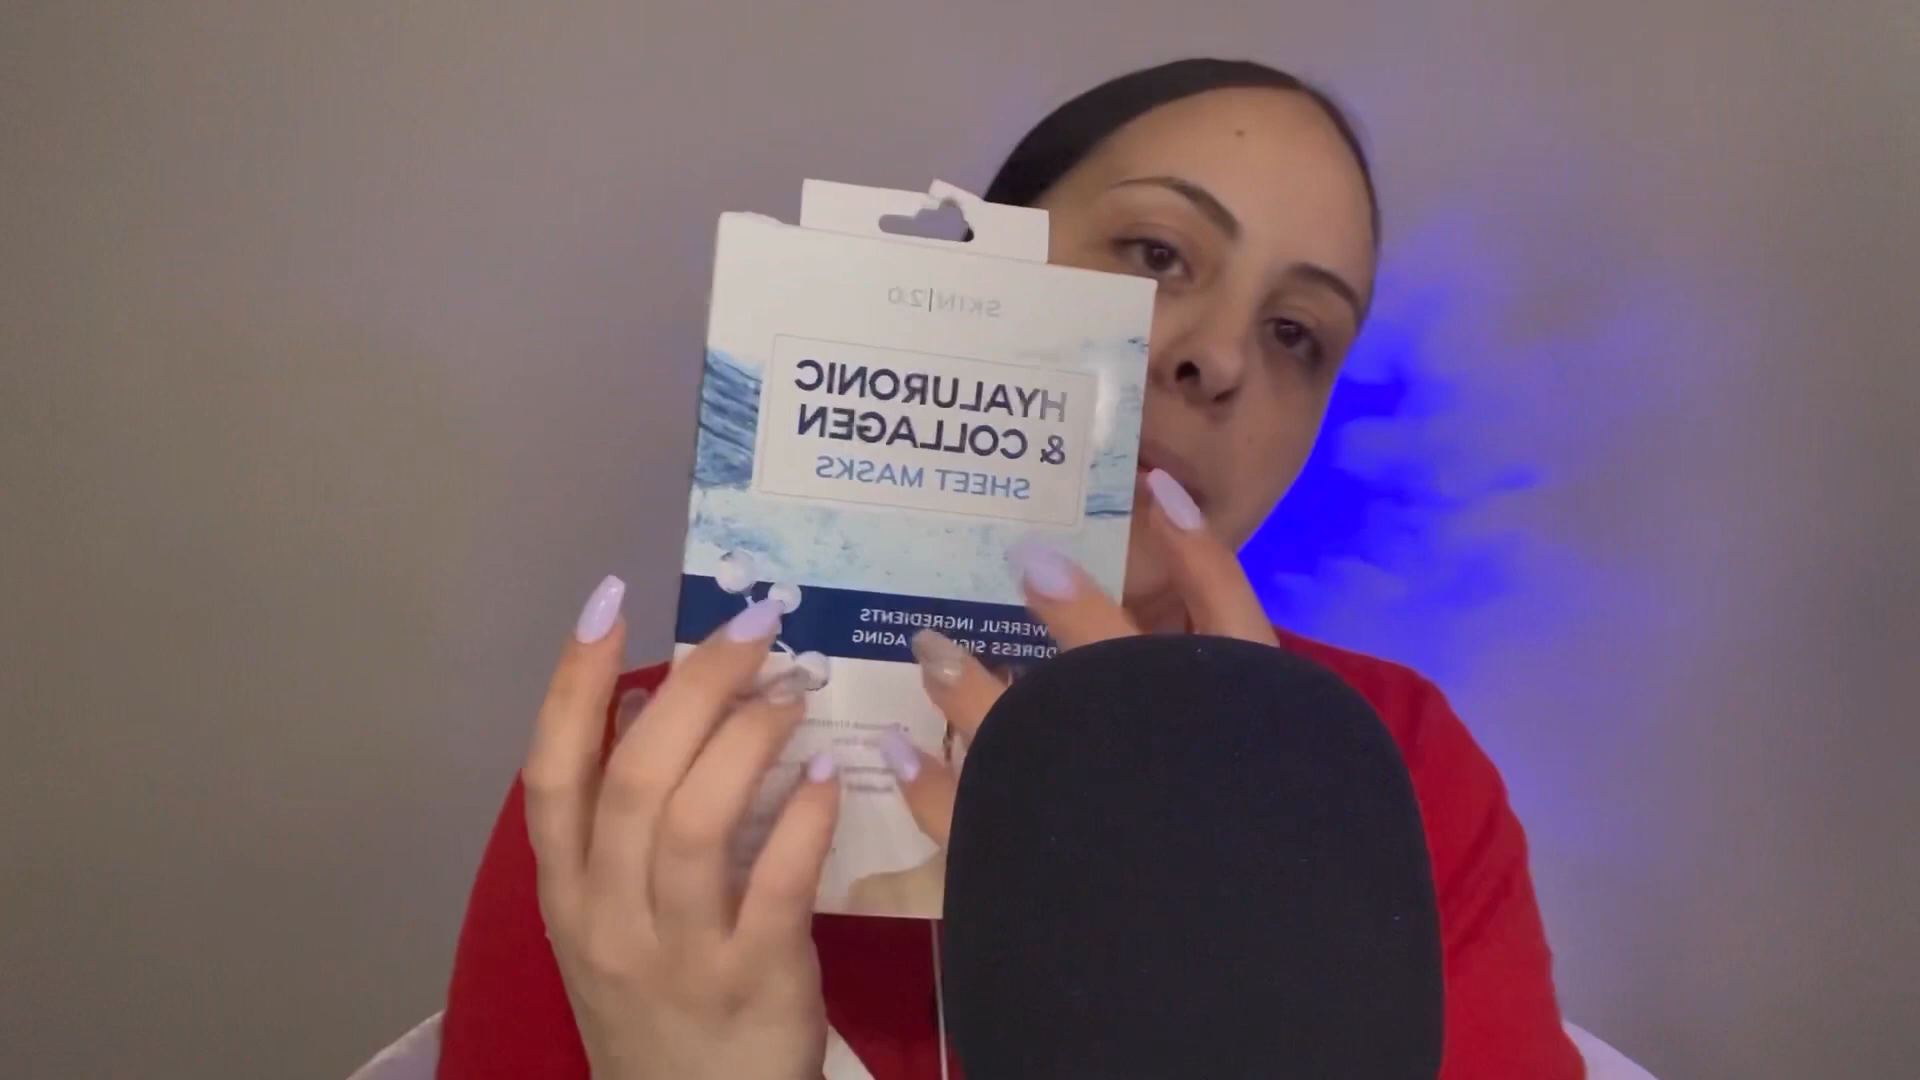 SKIN|2.0
HYALURONIC
& COLLAGEN
SHEET MASKS
INGREDIENTS
AGING